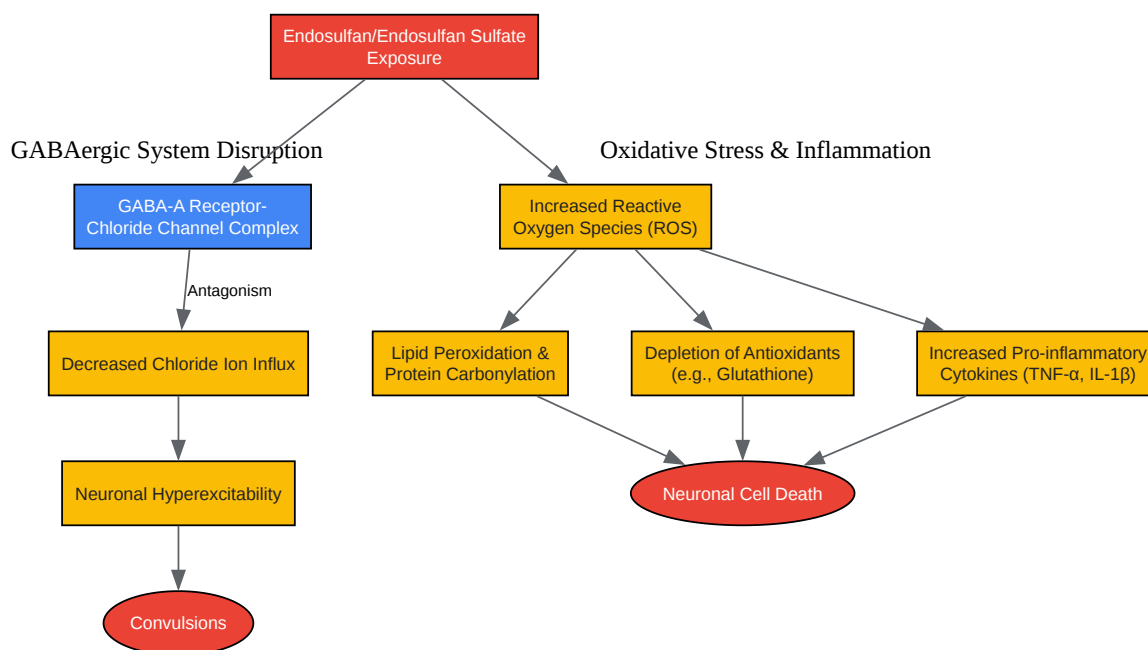 Endosulfan/Endosulfan Sulfate
Exposure
GABAergic System Disruption
Oxidative Stress & Inflammation
GABA-A Receptor-
Chloride Channel Complex
Increased Reactive
Oxygen Species (ROS)
Antagonism
Decreased Chloride Ion Influx
Lipid Peroxidation &
Protein Carbonylation
Depletion of Antioxidants
(e.g., Glutathione)
Increased Pro-inflammatory
Cytokines (TNF-α, IL-1β)
Neuronal Hyperexcitability
Neuronal Cell Death
Convulsions